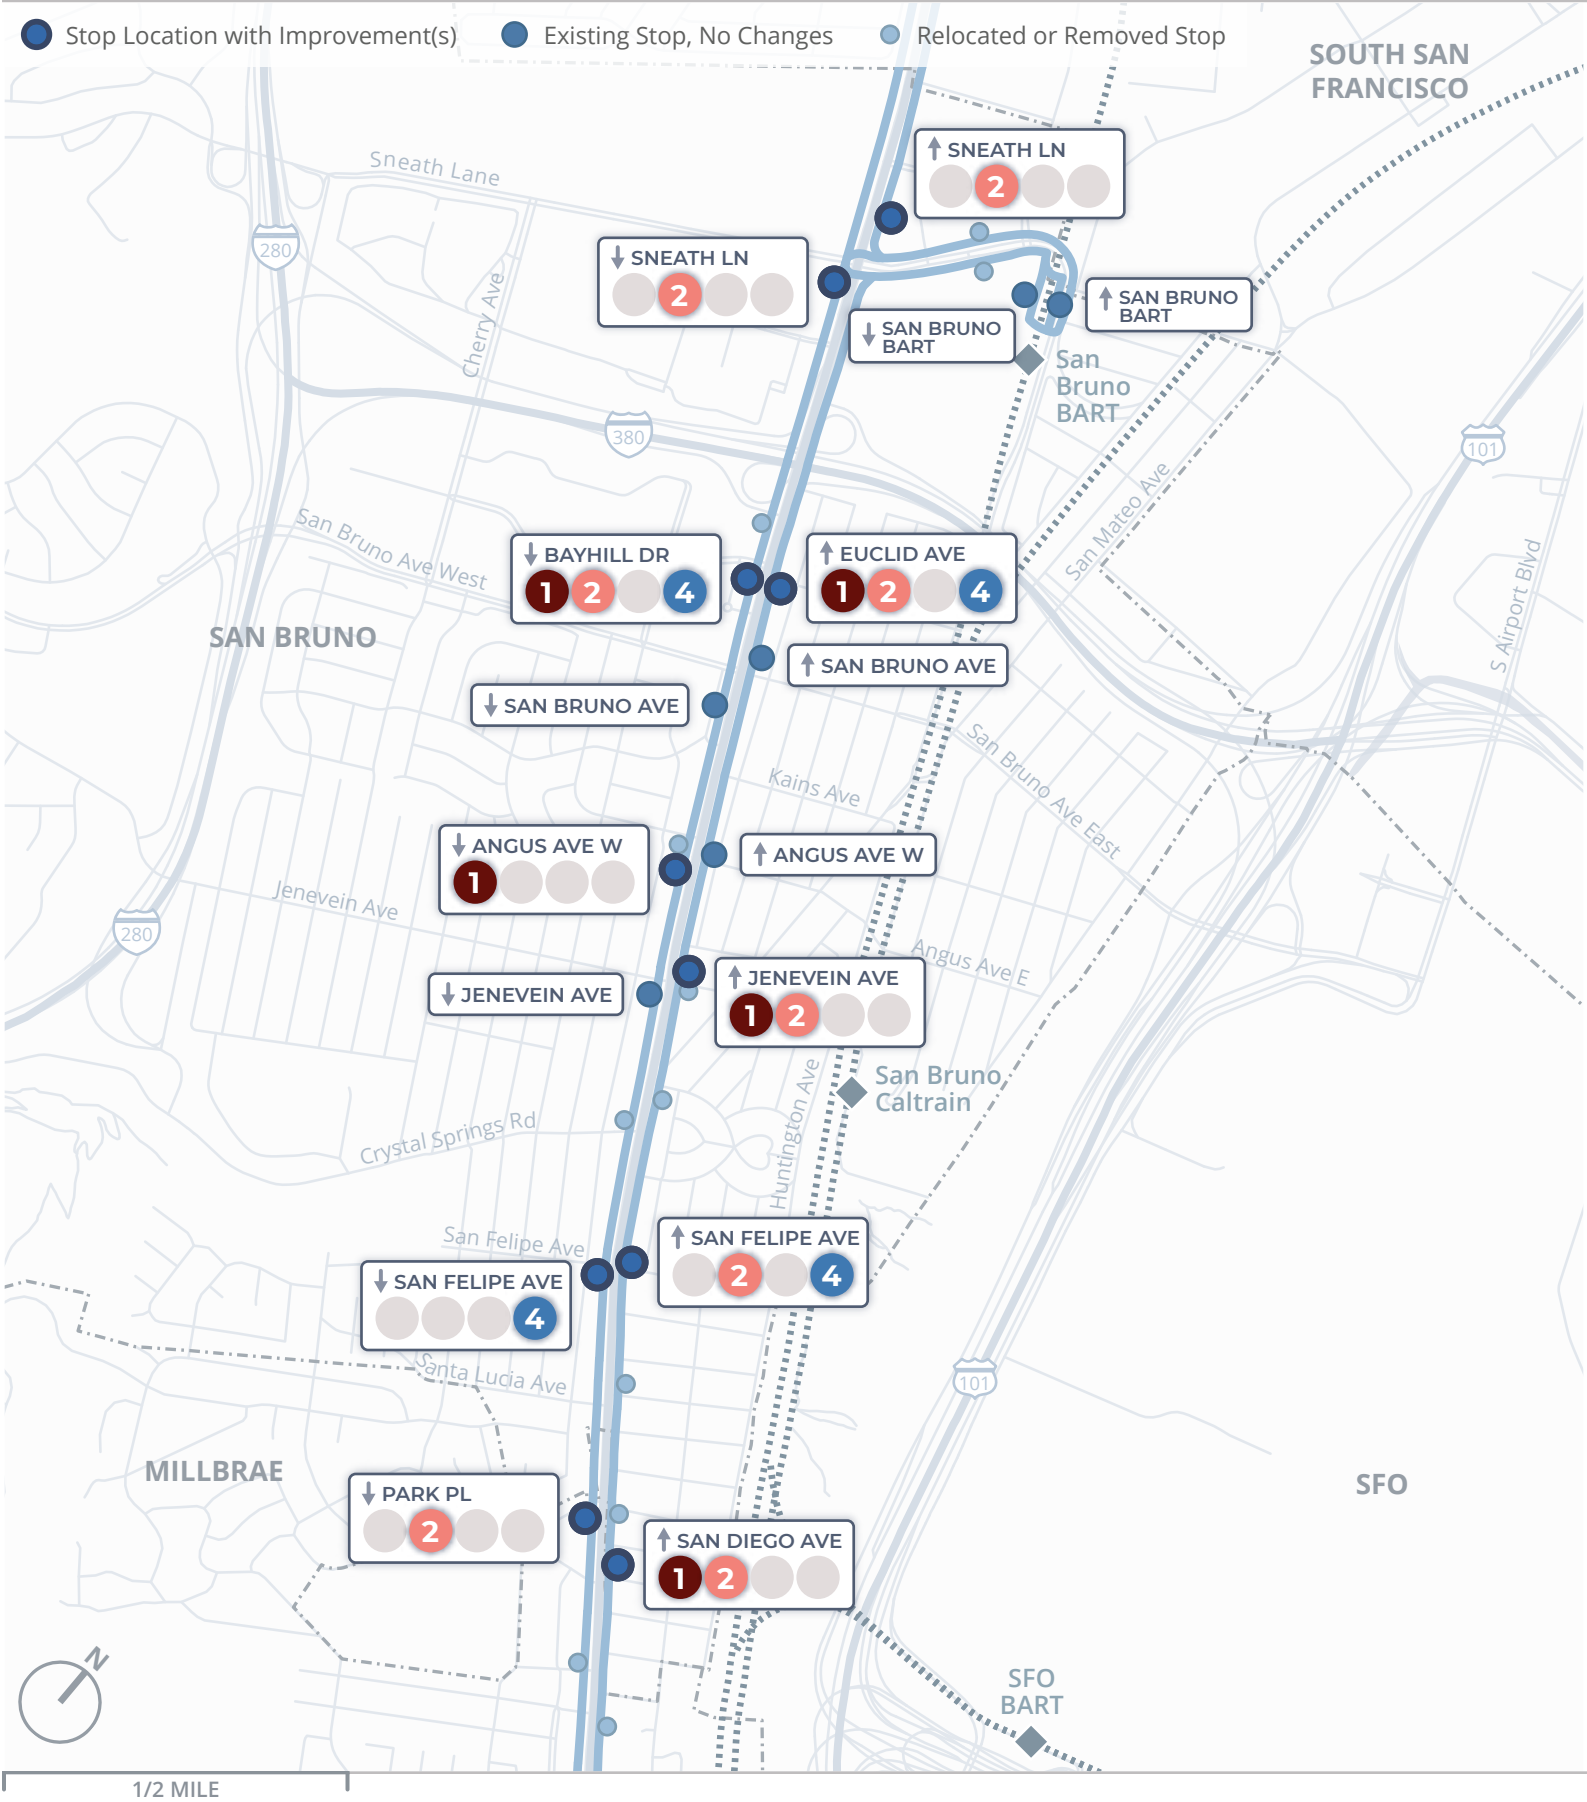 Stop Location with Improvement(s)
Existing Stop, No Changes
Relocated or Removed Stop
SOUTH SAN
FRANCISCO
↑ SNEATH LN
2
Sneath Lane
280
↓ SNEATH LN
2
Cherry Ave
↑ SAN BRUNO
BART
↓ SAN BRUNO
BART
San
Bruno
BART
380
101
San Mateo Ave
San Bruno Ave West
↓ BAYHILL DR
1 2 4
↑ EUCLID AVE
1 2 4
S Airport Blvd
SAN BRUNO
↑ SAN BRUNO AVE
↓ SAN BRUNO AVE
San Bruno Ave East
Kains Ave
↓ ANGUS AVE W
1
↑ ANGUS AVE W
Jenevein Ave
280
Angus Ave E
↓ JENEVEIN AVE
↑ JENEVEIN AVE
1 2
San Bruno
Caltrain
Huntington Ave
Crystal Springs Rd
San Felipe Ave
↑ SAN FELIPE AVE
2 4
↓ SAN FELIPE AVE
4
Santa Lucia Ave
101
MILLBRAE
SFO
↓ PARK PL
2
↑ SAN DIEGO AVE
1 2
N
SFO
BART
1/2 MILE